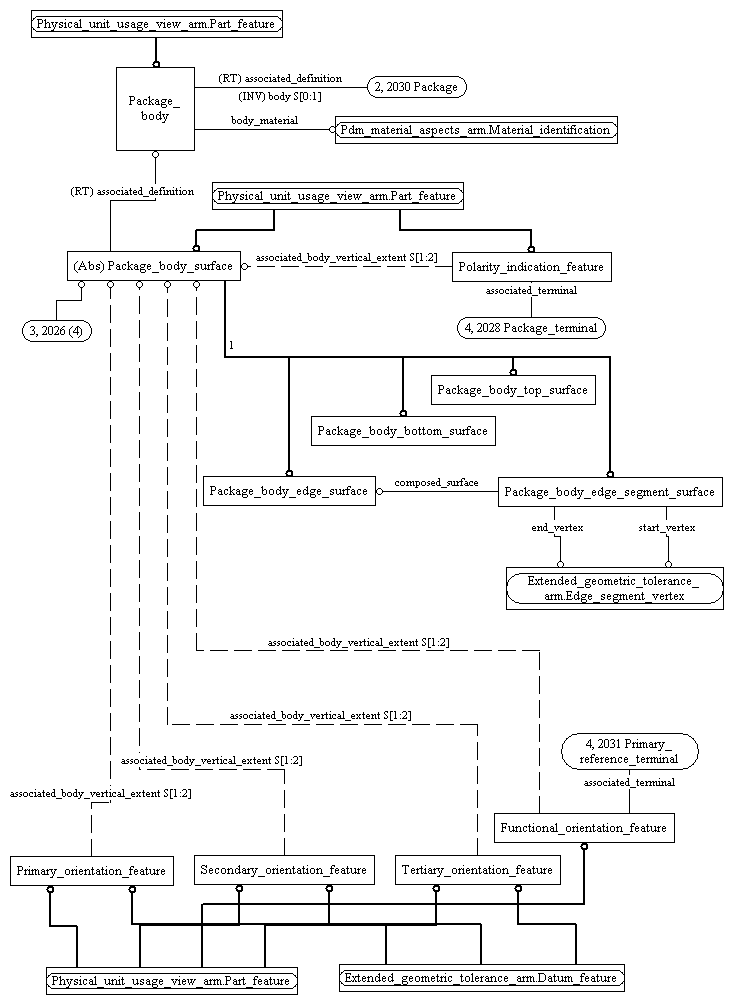 Physical_unit_usage_view_arm.Part_feature
Package_
body
(RT) associated_definition
(INV) body S[0:1]
2, 2030 Package
body_material
Pdm_material_aspects_arm.Material_identification
(RT) associated_definition
Physical_unit_usage_view_arm.Part_feature
(Abs) Package_body_surface
associated_body_vertical_extent S[1:2]
Polarity_indication_feature
associated_terminal
3, 2026 (4)
4, 2028 Package_terminal
1
Package_body_top_surface
Package_body_bottom_surface
Package_body_edge_surface
composed_surface
Package_body_edge_segment_surface
end_vertex
start_vertex
Extended_geometric_tolerance_
arm.Edge_segment_vertex
associated_body_vertical_extent S[1:2]
associated_body_vertical_extent S[1:2]
4, 2031 Primary_
reference_terminal
associated_body_vertical_extent S[1:2]
associated_terminal
associated_body_vertical_extent S[1:2]
Functional_orientation_feature
Primary_orientation_feature
Secondary_orientation_feature
Tertiary_orientation_feature
Physical_unit_usage_view_arm.Part_feature
Extended_geometric_tolerance_arm.Datum_feature